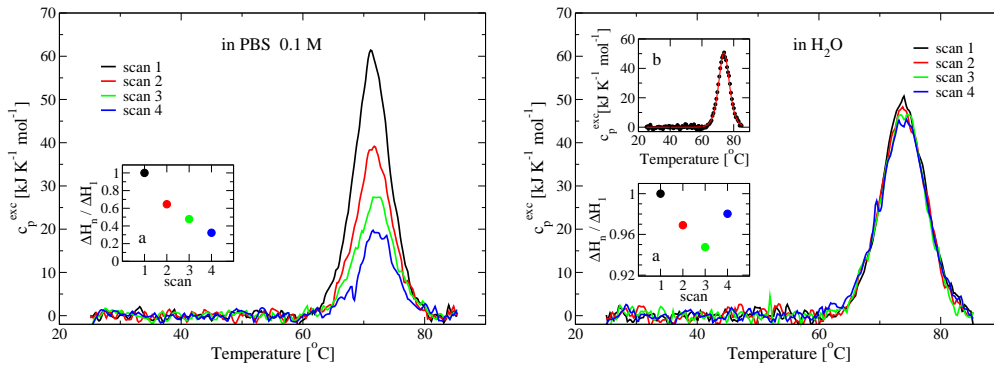 in PBS 0.1 M
scan 1
scan 2
scan 3
scan 4
c_p^exc [kJ K^-1 mol^-1]
70
60
50
40
30
20
10
0
20
40
60
80
Temperature [°C]
ΔH_n / ΔH_1
1
0.8
0.6
0.4
0.2
0
a
1 2 3 4
scan
in H2O
scan 1
scan 2
scan 3
scan 4
c_p^exc [kJ K^-1 mol^-1]
70
60
50
40
30
20
10
0
20
40
60
80
Temperature [°C]
b
c_p^exc [kJ K^-1 mol^-1]
60
40
20
0
20 40 60 80
Temperature [°C]
ΔH_n / ΔH_1
1
0.96
0.92
a
1 2 3 4
scan